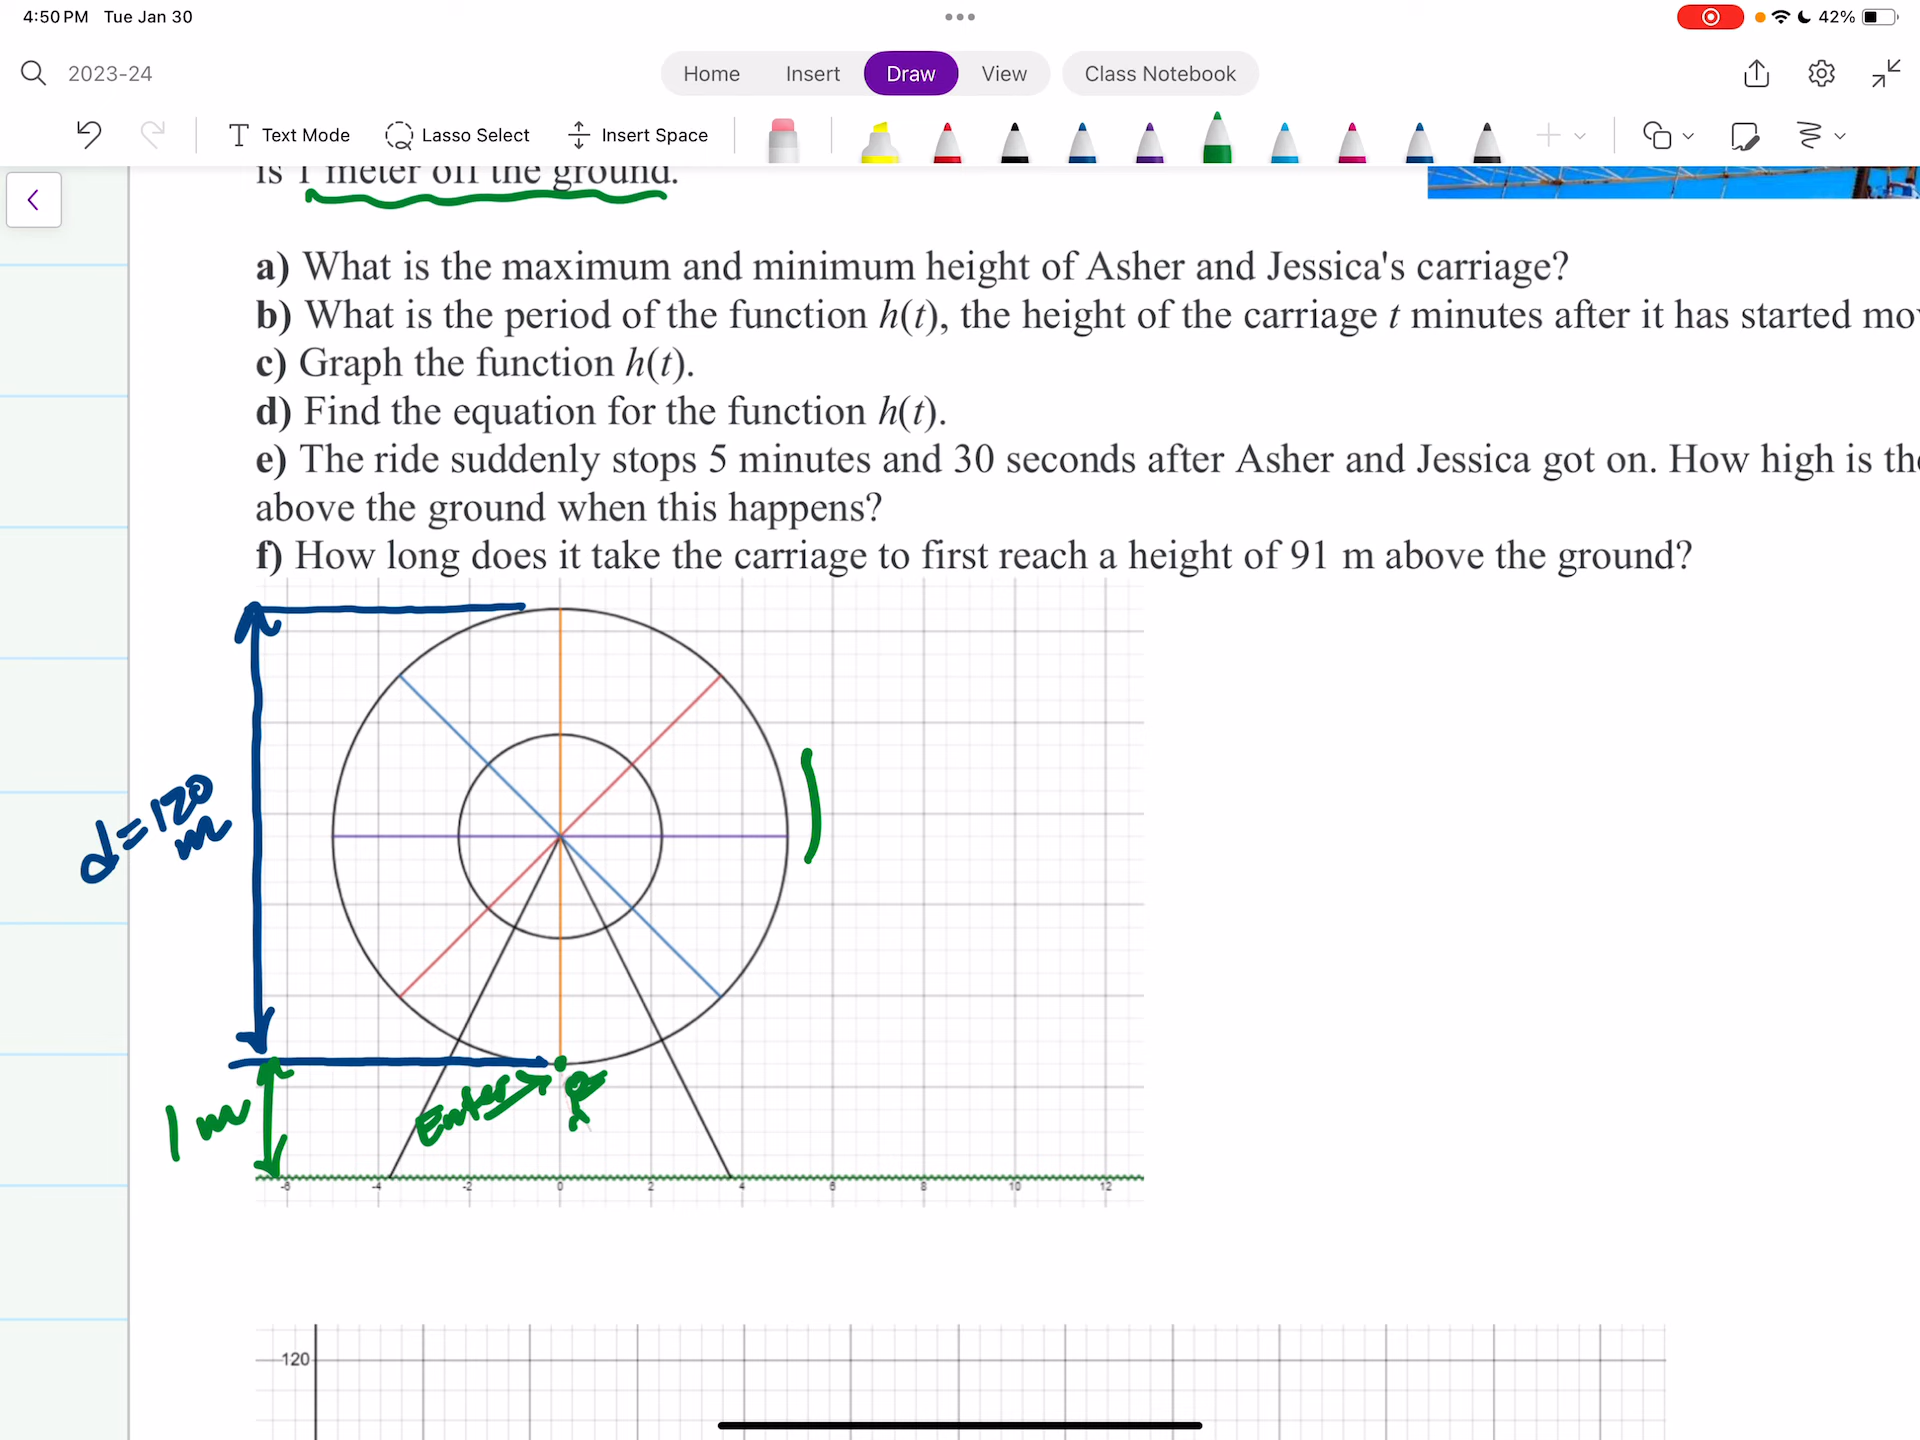 4:50 PM Tue Jan 30
42%
2023-24
Home Insert Draw View Class Notebook
Text Mode Lasso Select Insert Space
is 1 meter off the ground.
a) What is the maximum and minimum height of Asher and Jessica's carriage?
b) What is the period of the function h(t), the height of the carriage t minutes after it has started mo
c) Graph the function h(t).
d) Find the equation for the function h(t).
e) The ride suddenly stops 5 minutes and 30 seconds after Asher and Jessica got on. How high is the
above the ground when this happens?
f) How long does it take the carriage to first reach a height of 91 m above the ground?
d=120
m
Enter
1 m
-6 -4 -2 0 2 4 6 8 10 12
120